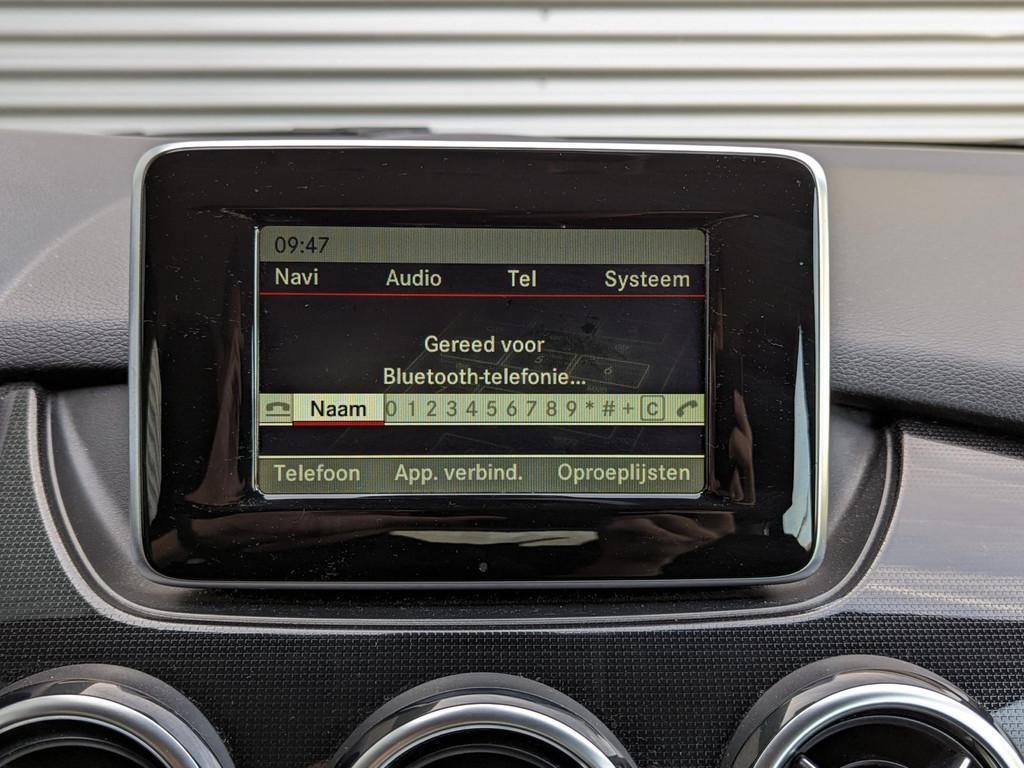 09:47
Navi Audio Tel Systeem
Gereed voor
Bluetooth-telefonie...
Naam 0 1 2 3 4 5 6 7 8 9 * # + C
Telefoon App. verbind. Oproeplijsten